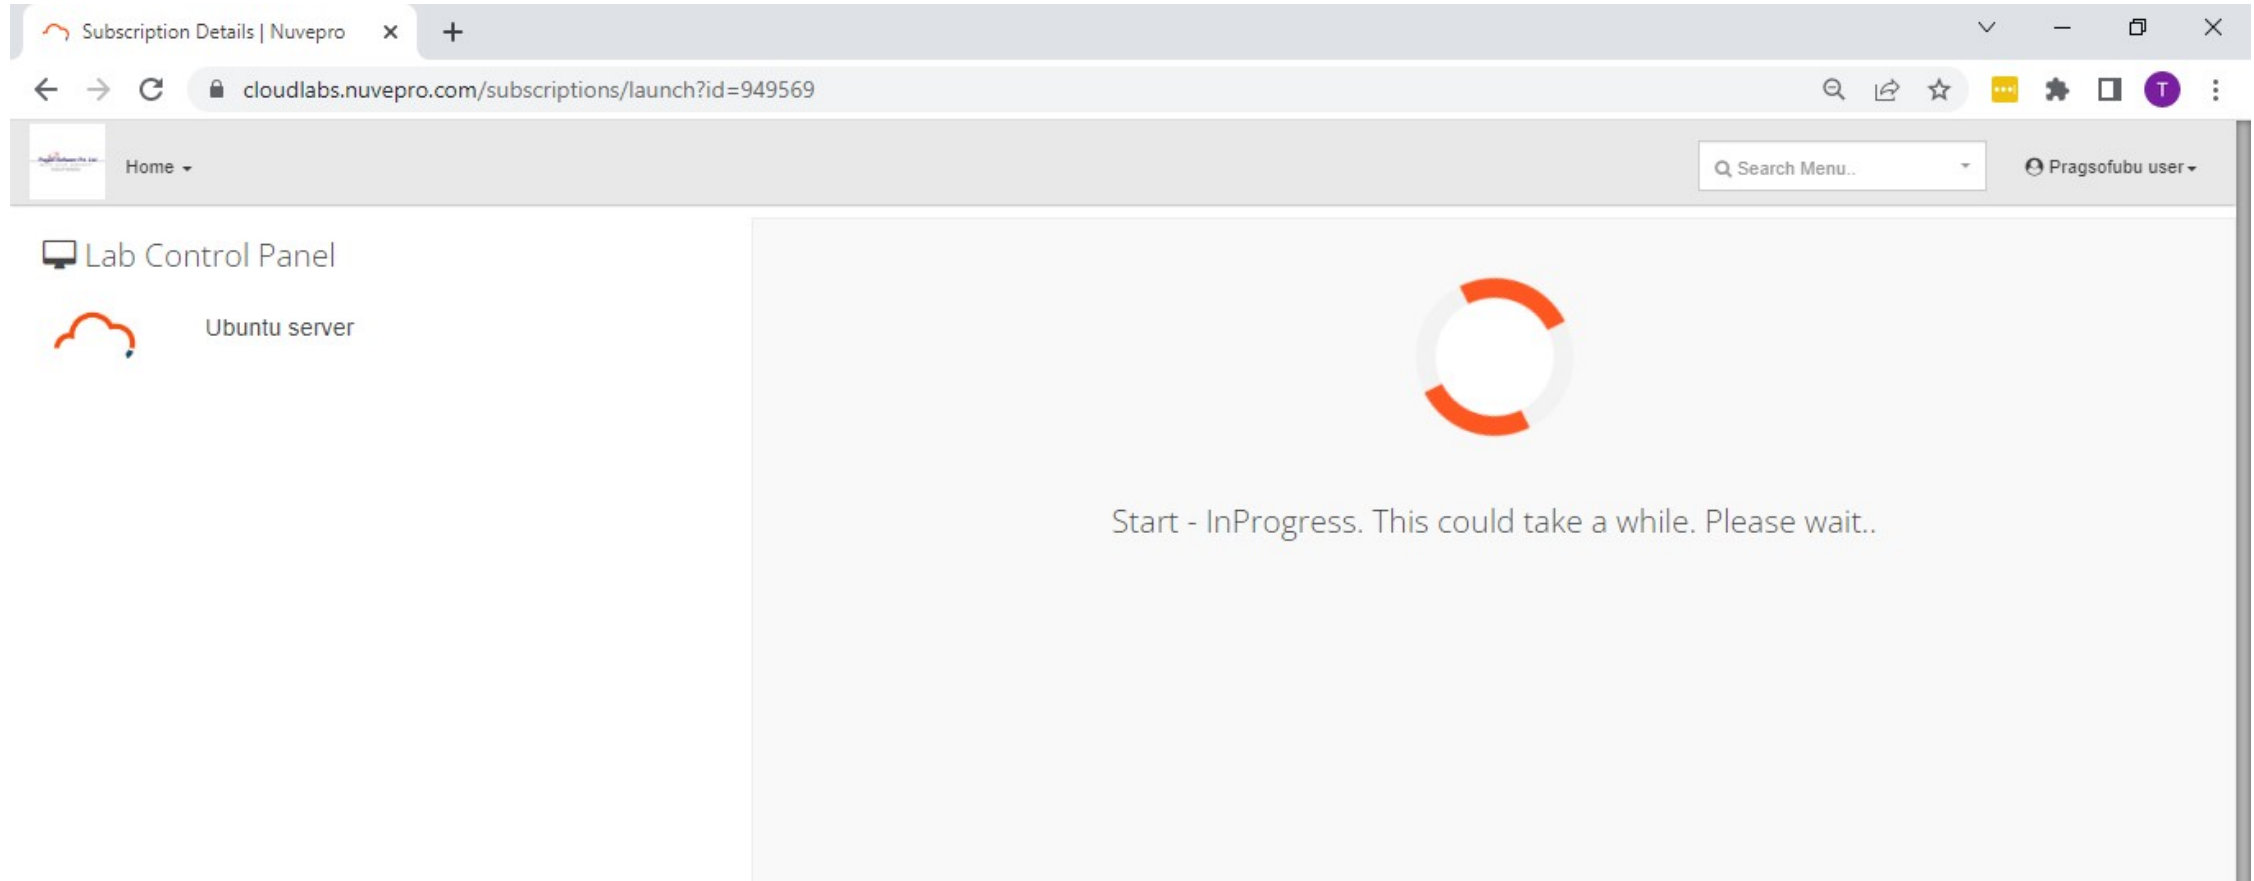 Subscription Details | Nuvepro
cloudlabs.nuvepro.com/subscriptions/launch?id=949569
T
Home
Search Menu..
Pragsofubu user
Lab Control Panel
Ubuntu server
Start - InProgress. This could take a while. Please wait..